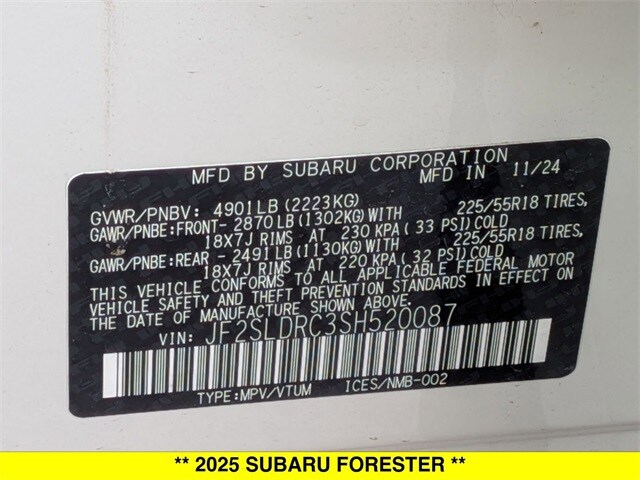 MFD BY SUBARU CORPORATION MFD.IN 11/24
GVWR/PNBV: 4901LB(2223KG)
GAWR/PNBE:FRONT-2870LB(1302KG)WITH 225/55R18 TIRES,
18X7J RIMS AT 230 KPA( 33 PSI)COLD
GAWR/PNBE:REAR -2491LB(1130KG)WITH 225/55R18 TIRES,
18X7J RIMS AT 220 KPA( 32 PSI)COLD
THIS VEHICLE CONFORMS TO ALL APPLICABLE FEDERAL MOTOR
VEHICLE SAFETY AND THEFT PREVENTION STANDARDS IN EFFECT ON
THE DATE OF MANUFACTURE SHOWN ABOVE.
VIN: JF2SLDRC3SH520087
TYPE:MPV/VTUM ICES/NMB-002
** 2025 SUBARU FORESTER **